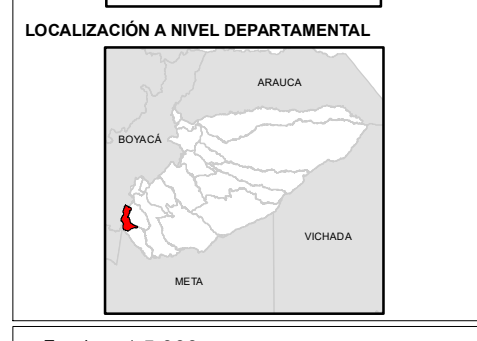 LOCALIZACIÓN A NIVEL DEPARTAMENTAL
ARAUCA
BOYACÁ
VICHADA
META